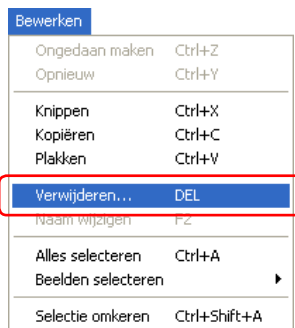 Bewerken
Ongedaan maken Ctrl+Z
Opnieuw Ctrl+Y
Knippen Ctrl+X
Kopiëren Ctrl+C
Plakken Ctrl+V
Verwijderen... DEL
Naam wijzigen F2
Alles selecteren Ctrl+A
Beelden selecteren
Selectie omkeren Ctrl+Shift+A